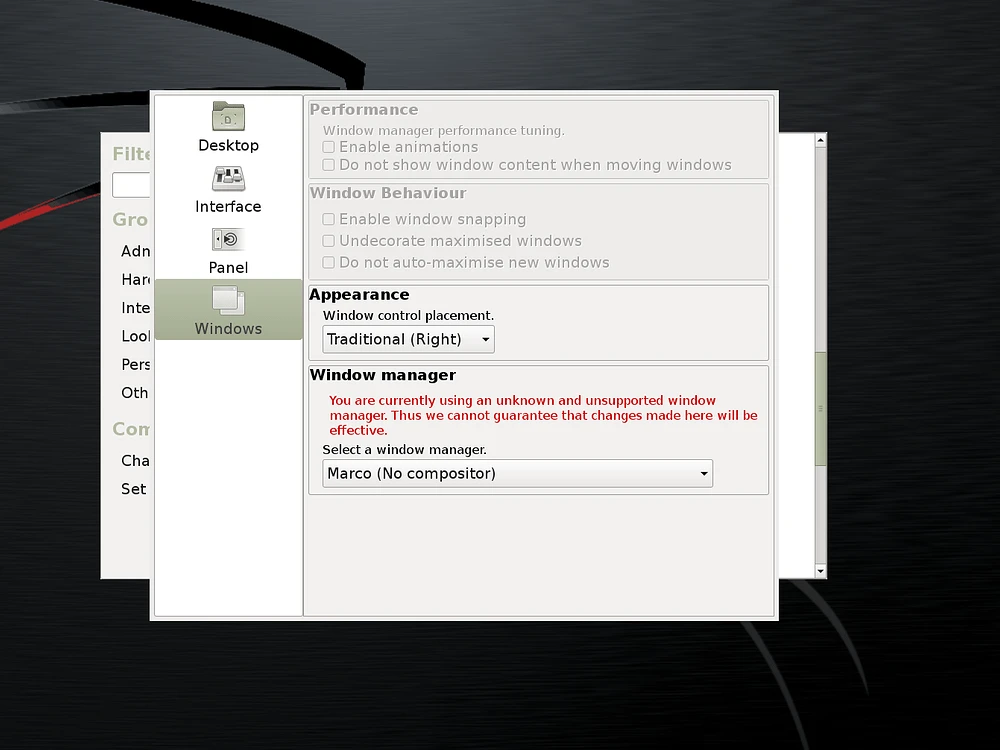 Desktop
Interface
Panel
Windows
Performance
Window manager performance tuning.
Enable animations
Do not show window content when moving windows
Window Behaviour
Enable window snapping
Undecorate maximised windows
Do not auto-maximise new windows
Appearance
Window control placement.
Traditional (Right)
Window manager
You are currently using an unknown and unsupported window
manager. Thus we cannot guarantee that changes made here will be
effective.
Select a window manager.
Marco (No compositor)
Set